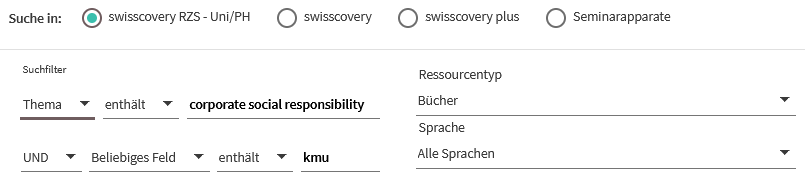 Suche in: swisscovery RZS - Uni/PH swisscovery swisscovery plus Seminarapparate
Suchfilter
Thema enthält corporate social responsibility
UND Beliebiges Feld enthält kmu
Ressourcentyp
Bücher
Sprache
Alle Sprachen